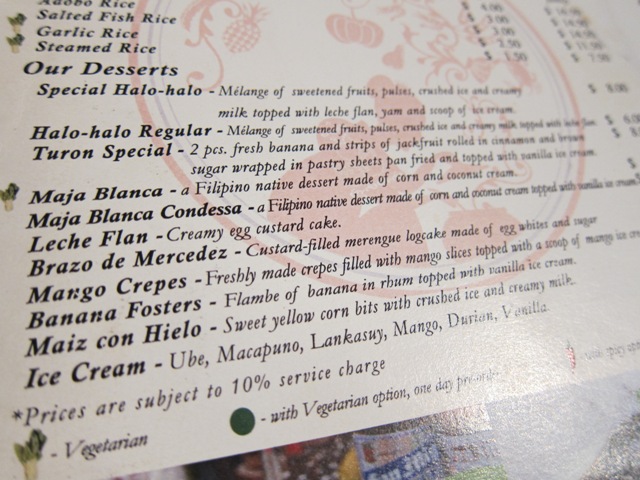 Adobo Rice
Salted Fish Rice $ 3.00
Garlic Rice $ 2.50
Steamed Rice $ 1.50
Our Desserts
Special Halo-halo - Mélange of sweetened fruits, pulses, crushed ice and creamy $ 8.00
milk topped with leche flan, yam and scoop of ice cream.
Halo-halo Regular - Mélange of sweetened fruits, pulses, crushed ice and creamy milk topped with leche flan.
Turon Special - 2 pcs. fresh banana and strips of jackfruit rolled in cinnamon and brown
sugar wrapped in pastry sheets pan fried and topped with vanilla ice cream.
Maja Blanca - a Filipino native dessert made of corn and coconut cream.
Maja Blanca Condessa - a Filipino native dessert made of corn and coconut cream topped with vanilla ice cream
Leche Flan - Creamy egg custard cake.
Brazo de Mercedez - Custard-filled merengue logcake made of egg whites and sugar
Mango Crepes - Freshly made crepes filled with mango slices topped with a scoop of mango ice
Banana Fosters - Flambe of banana in rhum topped with vanilla ice cream.
Maiz con Hielo - Sweet yellow corn bits with crushed ice and creamy milk.
Ice Cream - Ube, Macapuno, Lankasuy, Mango, Durian, Vanilla.
*Prices are subject to 10% service charge
- Vegetarian - with Vegetarian option, one day